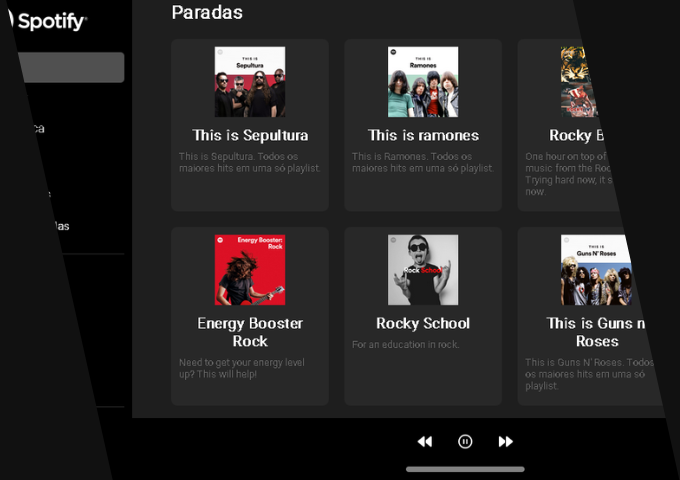 Spotify
Paradas
THIS IS
Sepultura
This is Sepultura
This is Sepultura. Todos os
maiores hits em uma só playlist.
THIS IS
Ramones
This is ramones
This is Ramones. Todos os
maiores hits em uma só playlist.
Rocky B
One hour on top of
music from the Roc
Trying hard now, it s
now.
Energy Booster:
Rock
Energy Booster
Rock
Need to get your energy level
up? This will help!
Rock School
Rocky School
For an education in rock.
THIS IS
Guns N' Roses
This is Guns n
Roses
This is Guns N' Roses. Todos
os maiores hits em uma só
playlist.